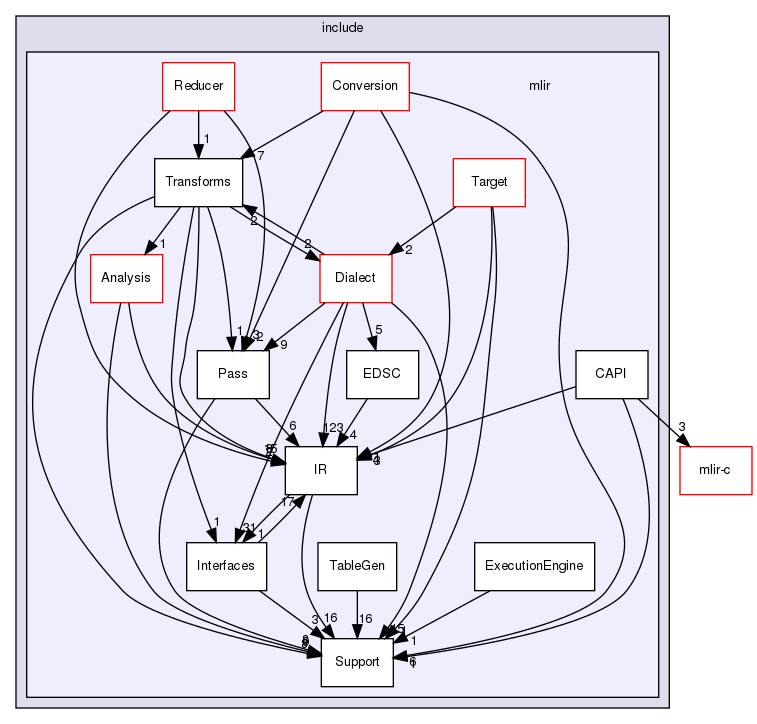 include
Reducer
Conversion
mlir
1
7
Transforms
Target
2
2
1
2
Analysis
Dialect
1
3
2
9
5
Pass
EDSC
CAPI
6
123
4
3
15
IR
mlir-c
1
31
17
1
Interfaces
TableGen
ExecutionEngine
3
16
16
1
Support